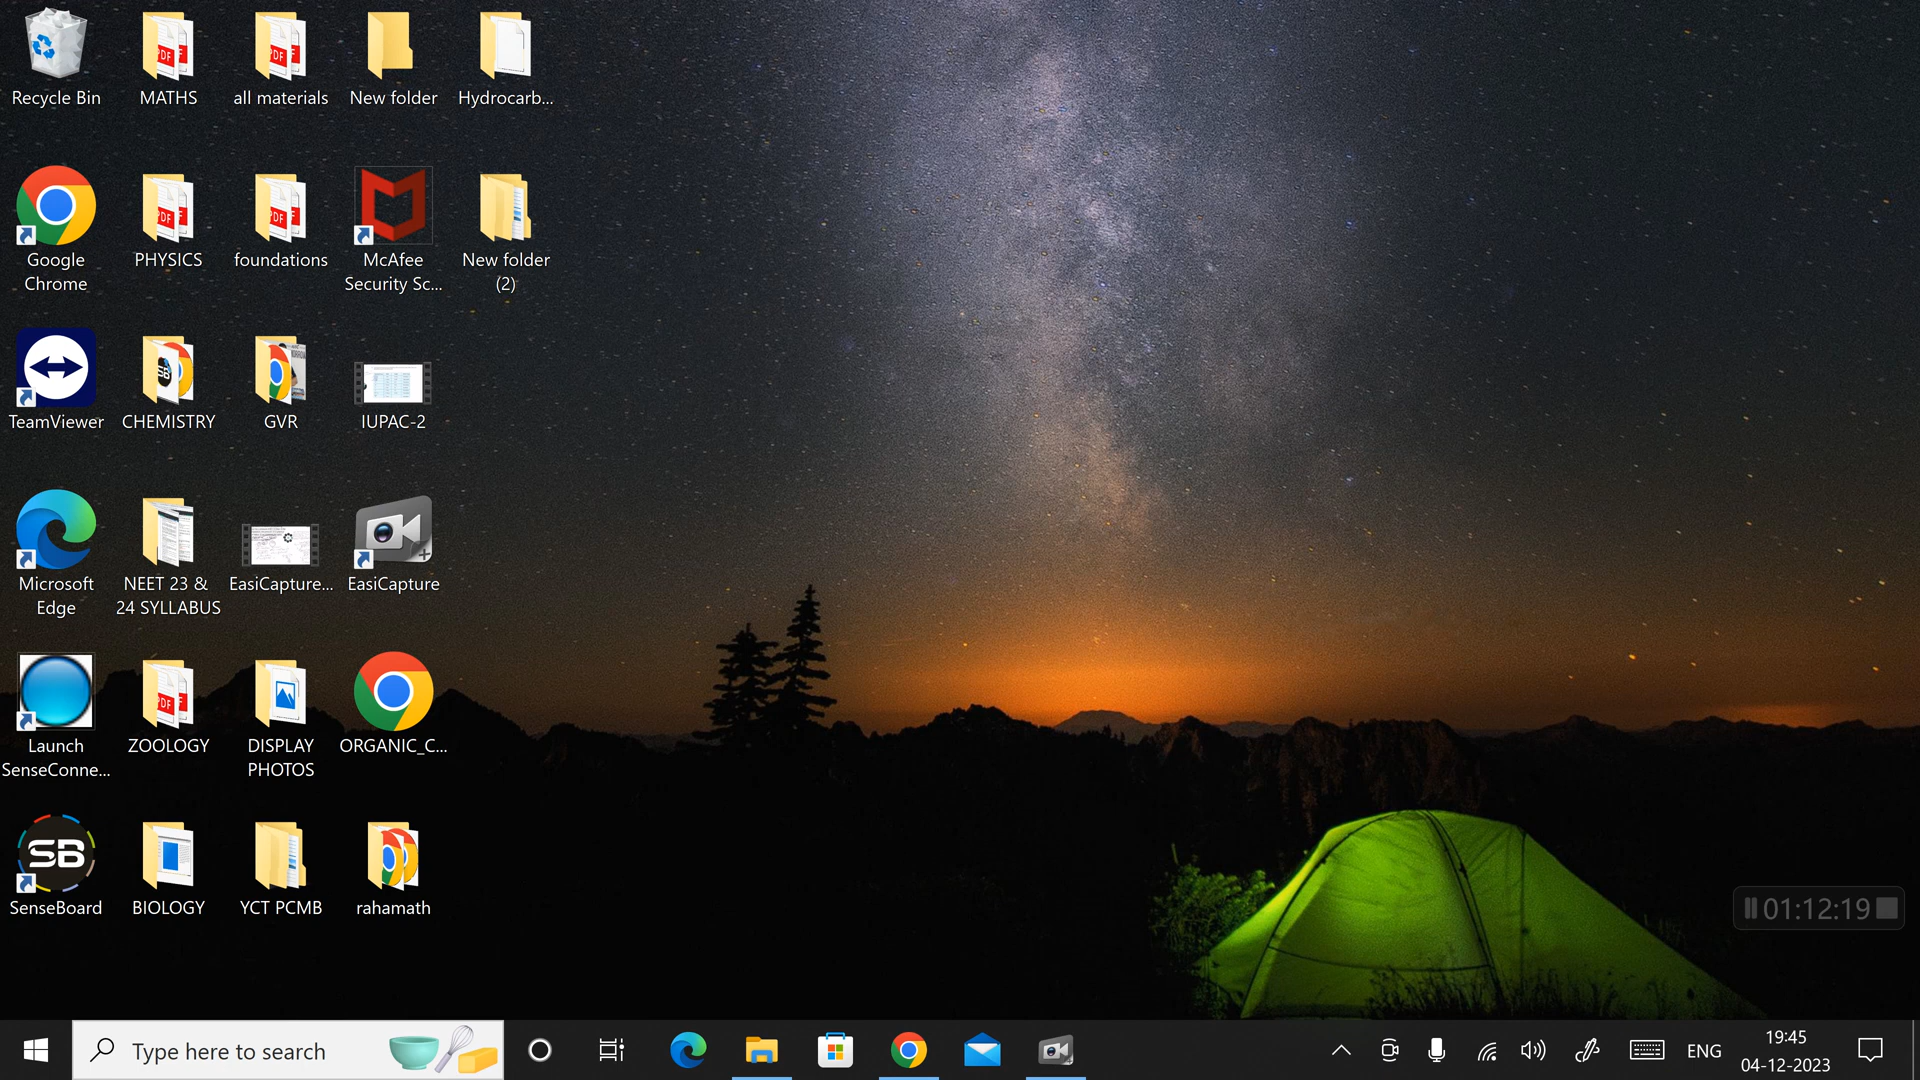 Recycle Bin
MATHS
all materials
New folder
Hydrocarb...
Google
Chrome
PHYSICS
foundations
McAfee
Security Sc...
New folder
(2)
TeamViewer
CHEMISTRY
GVR
IUPAC-2
Microsoft
Edge
NEET 23 &
24 SYLLABUS
EasiCapture...
EasiCapture
Launch
SenseConne...
ZOOLOGY
DISPLAY
PHOTOS
ORGANIC_C...
SB
SenseBoard
BIOLOGY
YCT PCMB
rahamath
01:12:19
Type here to search
ENG
19:45
04-12-2023